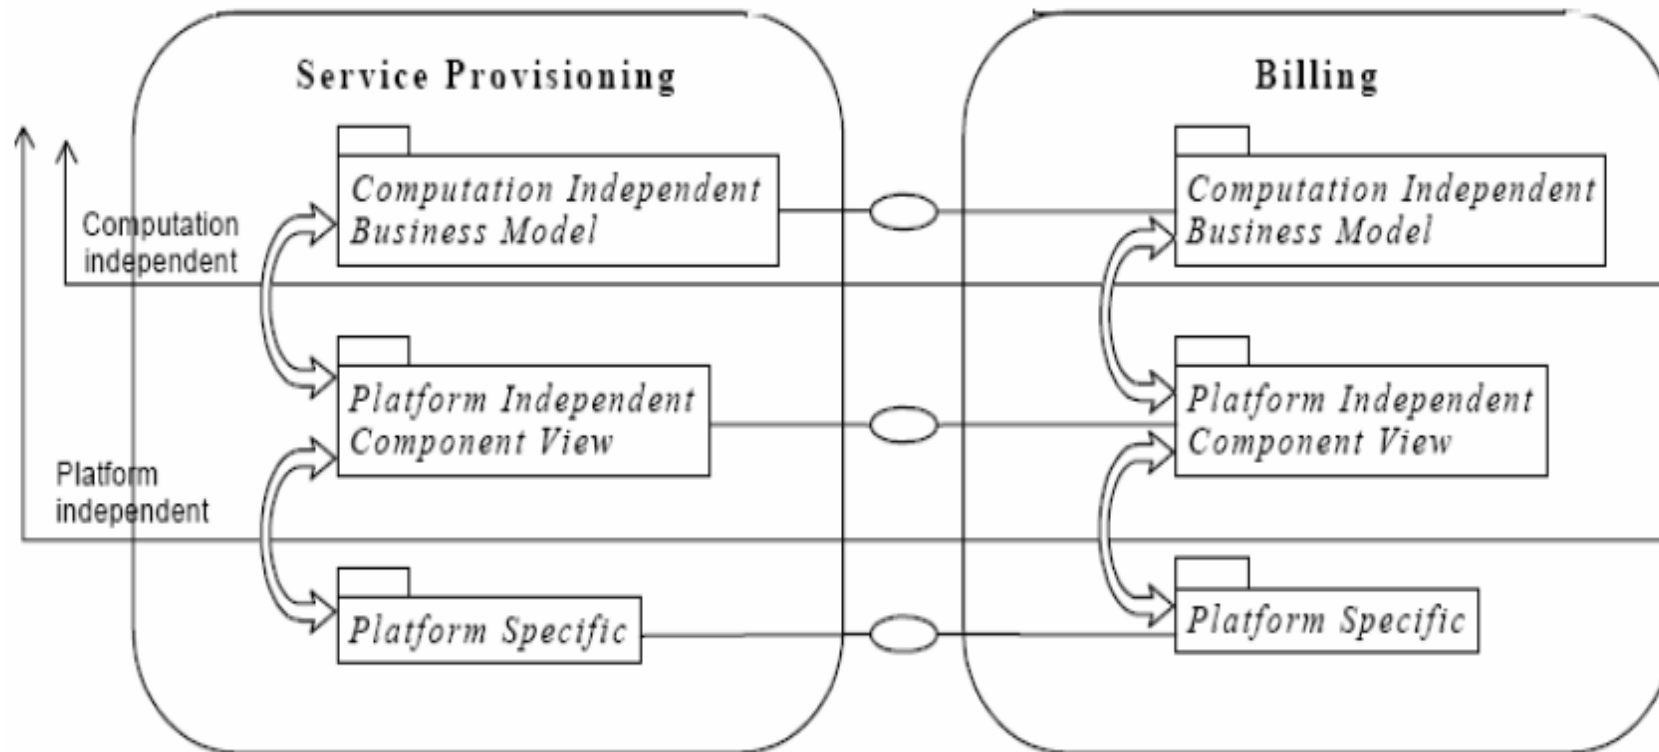 Service Provisioning
Billing
Computation Independent
Business Model
Computation Independent
Business Model
Computation
independent
Platform Independent
Component View
Platform Independent
Component View
Platform
independent
Platform Specific
Platform Specific